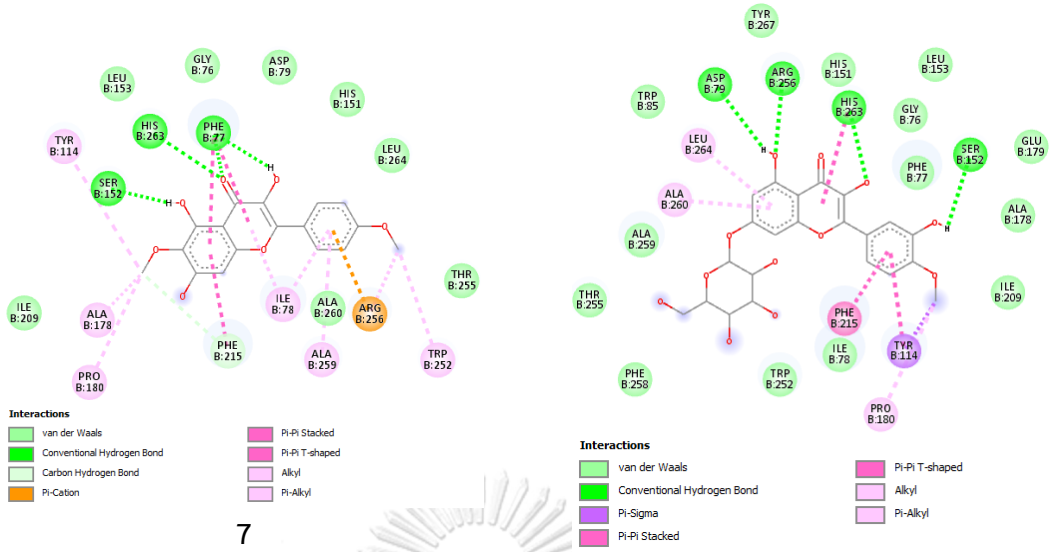 GLY
B:76
ASP
B:79
LEU
B:153
HIS
B:151
HIS
B:263
PHE
B:77
TYR
B:114
LEU
B:264
SER
B:152
H
H
O
O
O
O
O
O
O
THR
B:255
ILE
B:209
ALA
B:178
ILE
B:78
ALA
B:260
ARG
B:256
PHE
B:215
ALA
B:259
TRP
B:252
PRO
B:180
Interactions
van der Waals
Conventional Hydrogen Bond
Carbon Hydrogen Bond
Pi-Cation
Pi-Pi Stacked
Pi-Pi T-shaped
Alkyl
Pi-Alkyl
7
TYR
B:267
ASP
B:79
ARG
B:256
HIS
B:151
LEU
B:153
TRP
B:85
HIS
B:263
GLY
B:76
LEU
B:264
SER
B:152
GLU
B:179
PHE
B:77
H
O
O
O
O
H
O
O
O
O
O
O
O
O
ALA
B:260
ALA
B:178
ALA
B:259
THR
B:255
ILE
B:209
PHE
B:215
ILE
B:78
TYR
B:114
PHE
B:258
TRP
B:252
PRO
B:180
Interactions
van der Waals
Conventional Hydrogen Bond
Pi-Sigma
Pi-Pi Stacked
Pi-Pi T-shaped
Alkyl
Pi-Alkyl